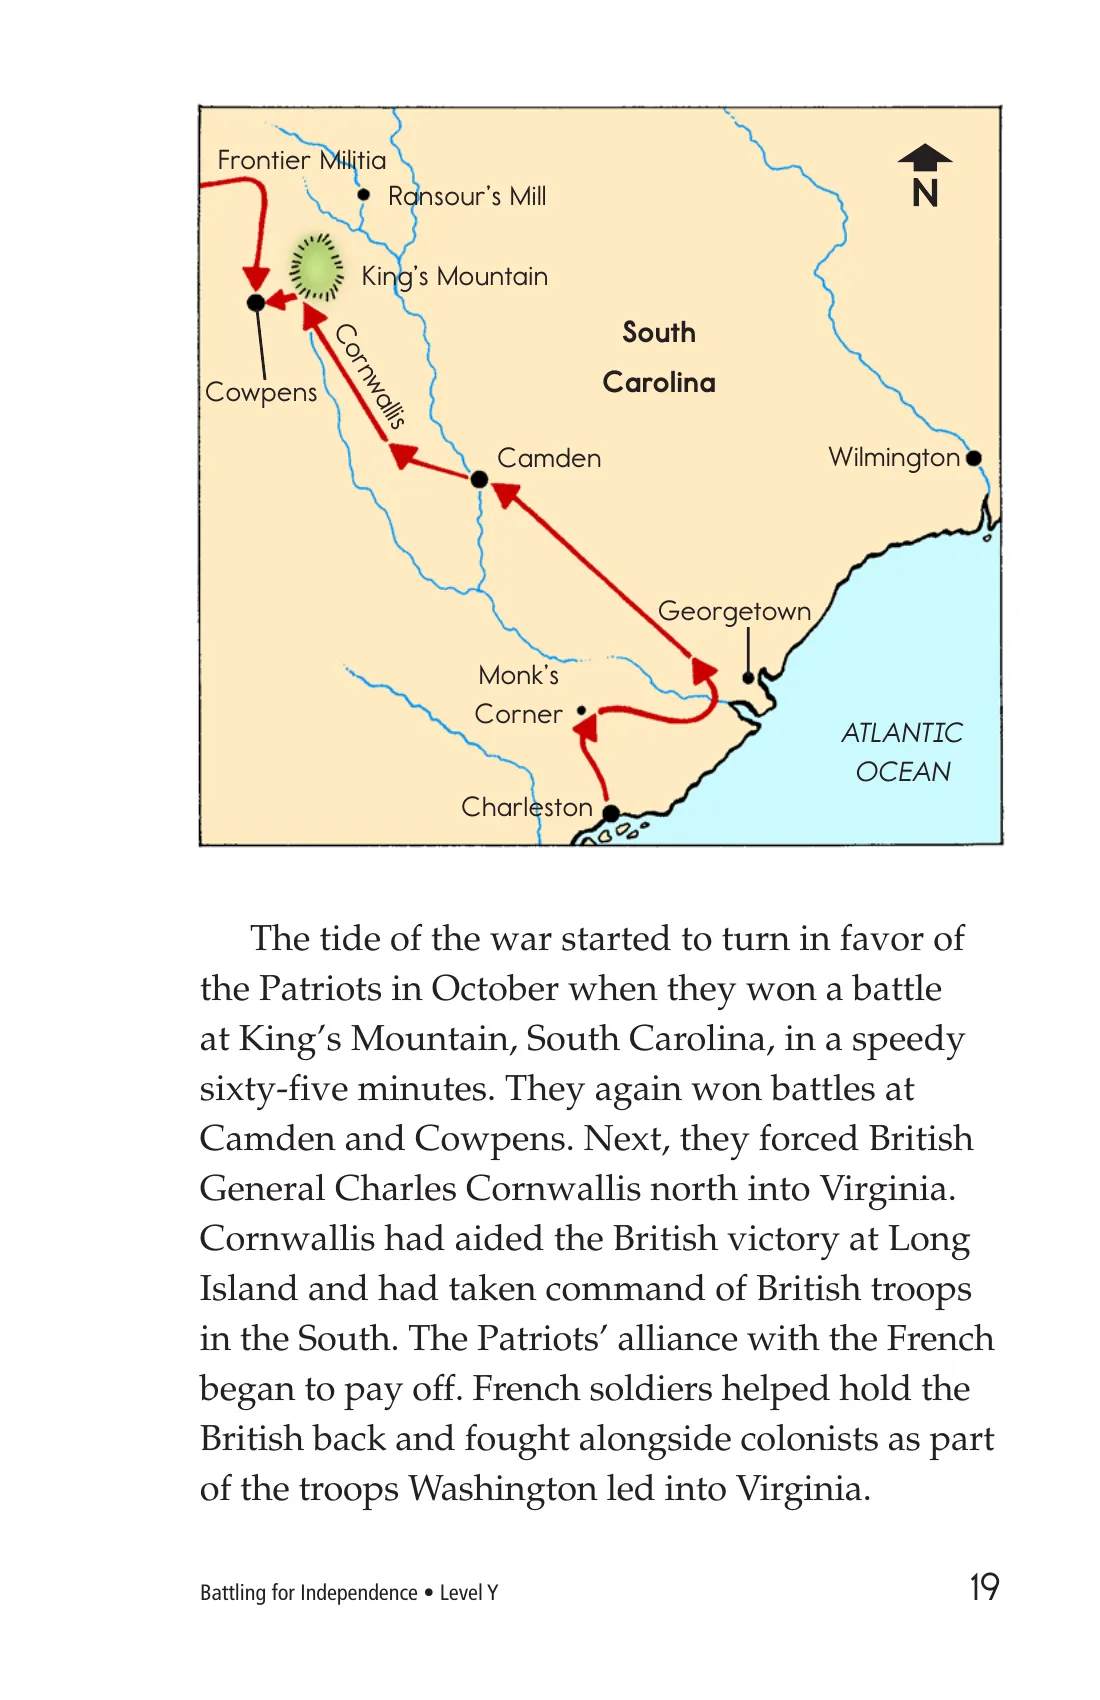 Frontier Militia
Ransour's Mill
N
King's Mountain
South
Carolina
Cornwallis
Cowpens
Camden
Wilmington
Georgetown
Monk's
Corner
ATLANTIC
OCEAN
Charleston
The tide of the war started to turn in favor of
the Patriots in October when they won a battle
at King's Mountain, South Carolina, in a speedy
sixty-five minutes. They again won battles at
Camden and Cowpens. Next, they forced British
General Charles Cornwallis north into Virginia.
Cornwallis had aided the British victory at Long
Island and had taken command of British troops
in the South. The Patriots' alliance with the French
began to pay off. French soldiers helped hold the
British back and fought alongside colonists as part
of the troops Washington led into Virginia.
Battling for Independence • Level Y 19